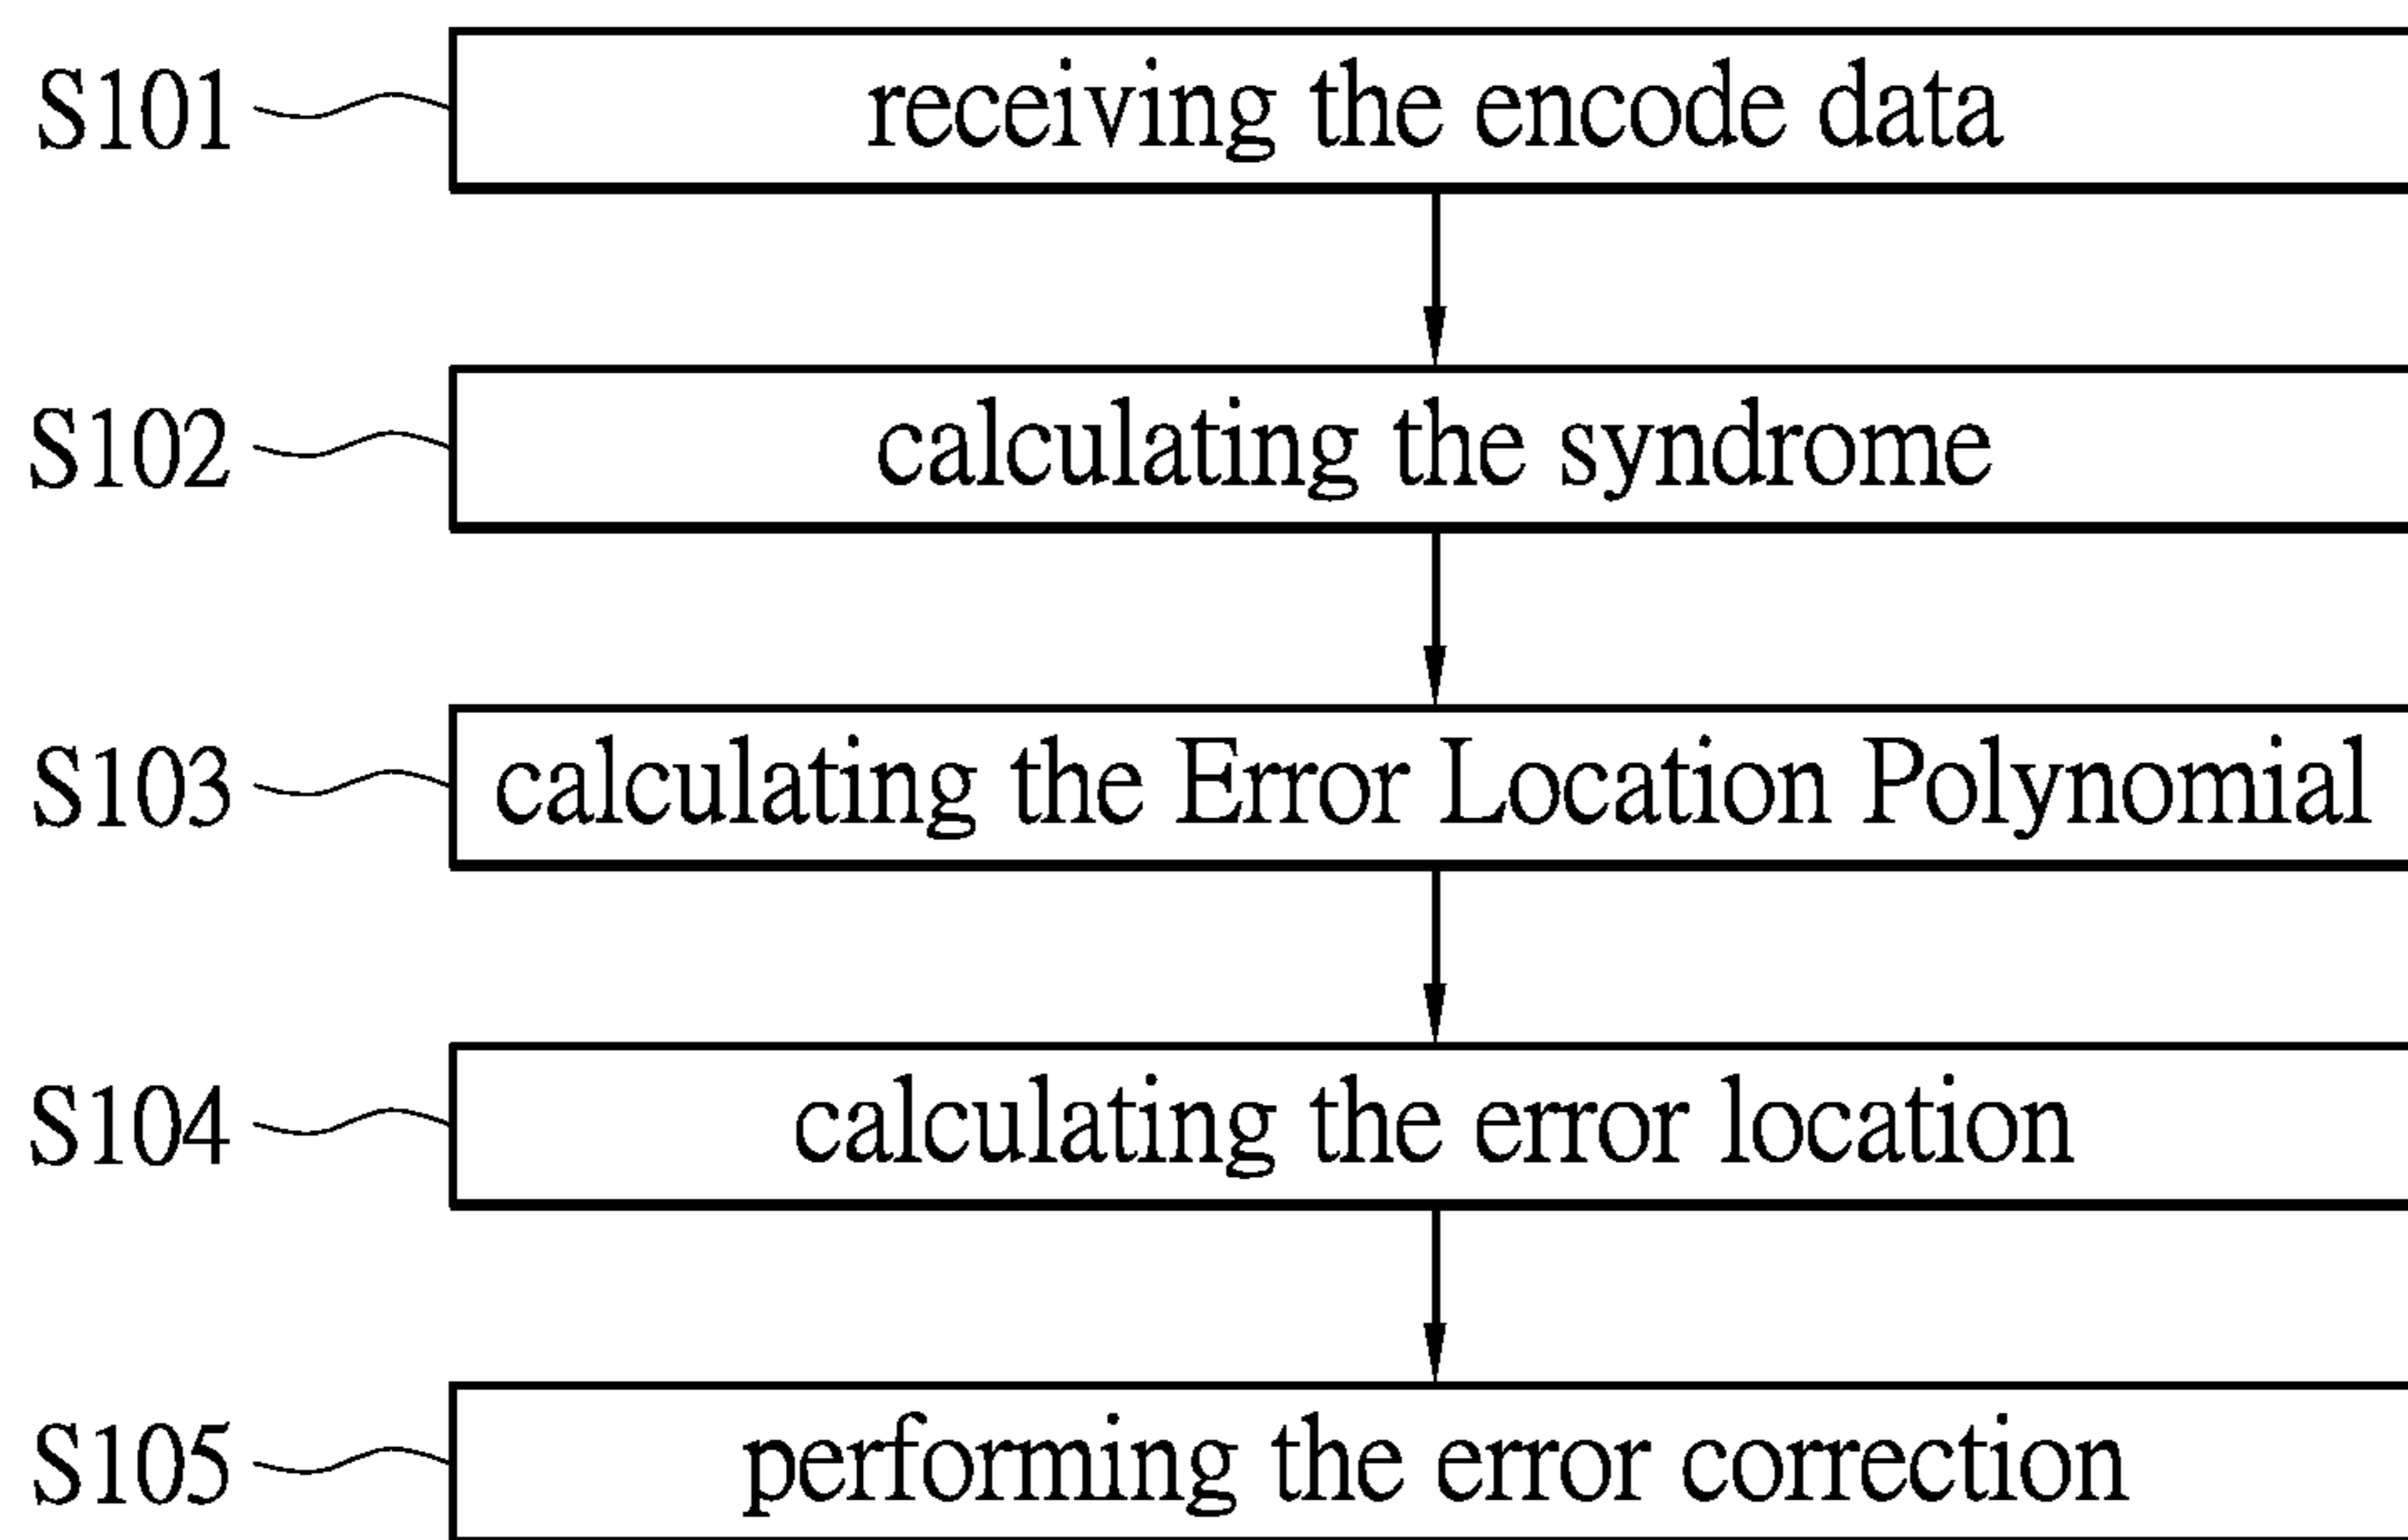 S101 receiving the encode data
S102 calculating the syndrome
S103 calculating the Error Location Polynomial
S104 calculating the error location
S105 performing the error correction